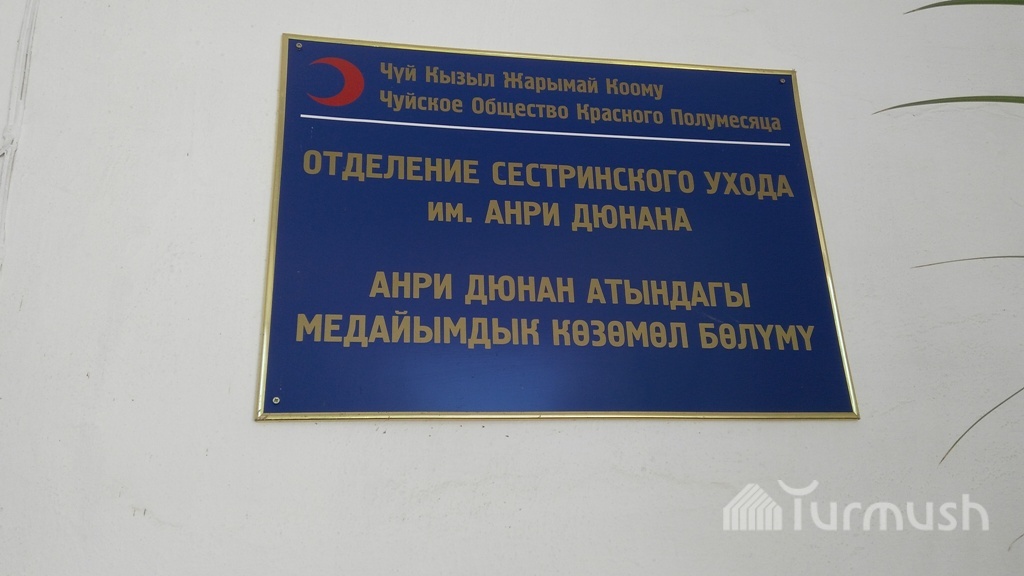 Чүй Кызыл Жарымай Коому
Чуйское Общество Красного Полумесяца
ОТДЕЛЕНИЕ СЕСТРИНСКОГО УХОДА
им. АНРИ ДЮНАНА
АНРИ ДЮНАН АТЫНДАГЫ
МЕДАЙЫМДЫК КӨЗӨМӨЛ БӨЛҮМҮ
Turmush